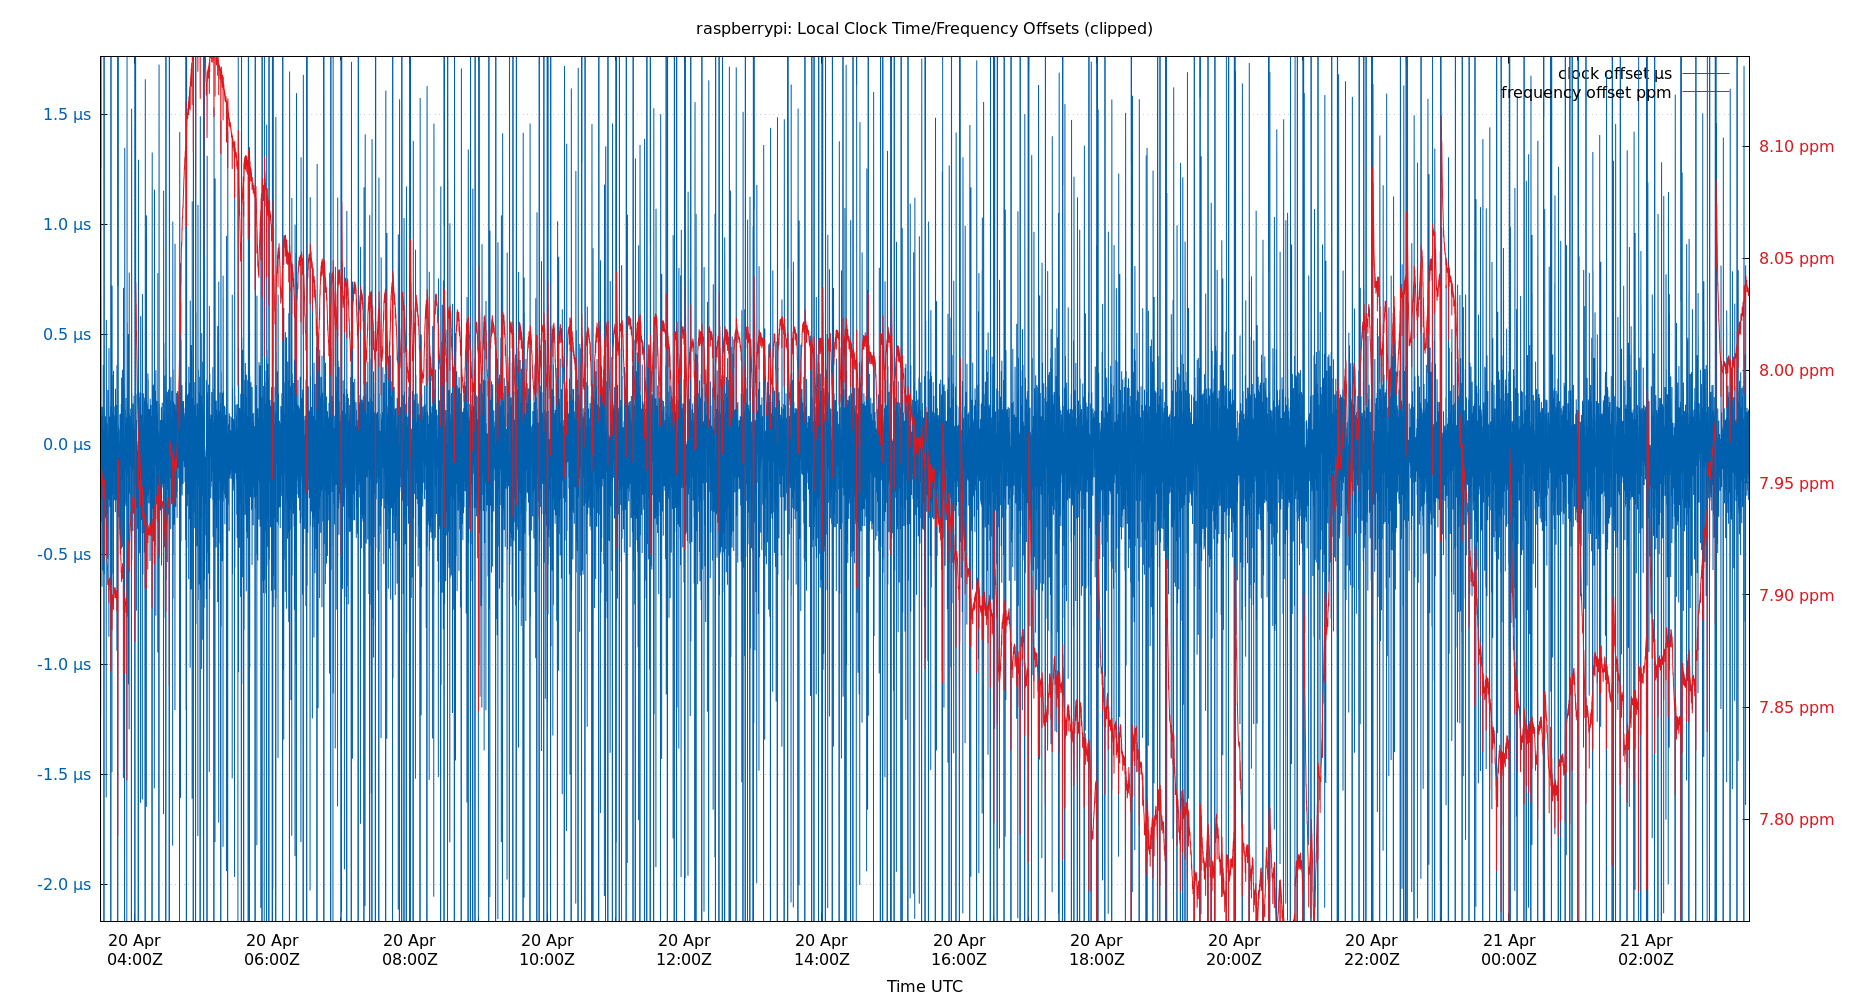 raspberrypi: Local Clock Time/Frequency Offsets (clipped)
clock offset µs
frequency offset ppm
1.5 µs
1.0 µs
0.5 µs
0.0 µs
-0.5 µs
-1.0 µs
-1.5 µs
-2.0 µs
8.10 ppm
8.05 ppm
8.00 ppm
7.95 ppm
7.90 ppm
7.85 ppm
7.80 ppm
20 Apr 20 Apr 20 Apr 20 Apr 20 Apr 20 Apr 20 Apr 20 Apr 20 Apr 20 Apr 21 Apr 21 Apr
04:00Z 06:00Z 08:00Z 10:00Z 12:00Z 14:00Z 16:00Z 18:00Z 20:00Z 22:00Z 00:00Z 02:00Z
Time UTC